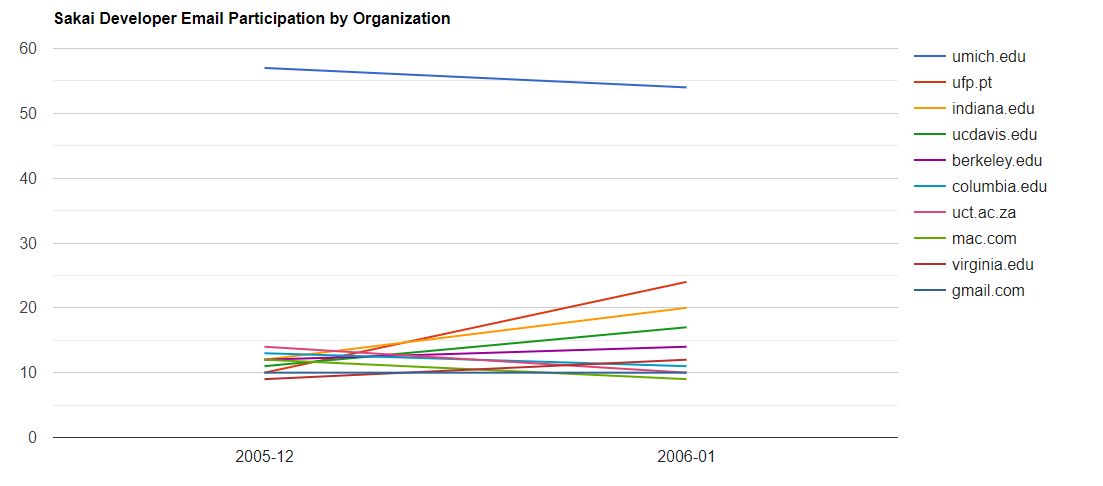 Sakai Developer Email Participation by Organization
60
50
40
30
20
10
0
2005-12
2006-01
umich.edu
ufp.pt
indiana.edu
ucdavis.edu
berkeley.edu
columbia.edu
uct.ac.za
mac.com
virginia.edu
gmail.com